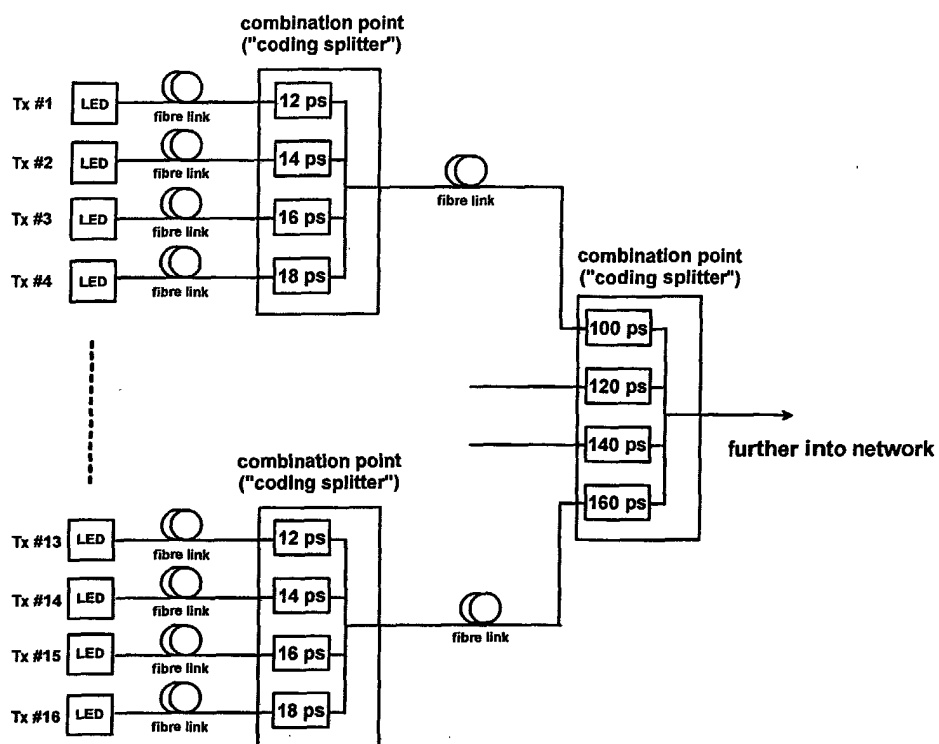 combination point
("coding splitter")
Tx #1
LED
fibre link
12 ps
Tx #2
LED
fibre link
14 ps
Tx #3
LED
fibre link
16 ps
Tx #4
LED
fibre link
18 ps
fibre link
combination point
("coding splitter")
100 ps
120 ps
140 ps
160 ps
further into network
combination point
("coding splitter")
Tx #13
LED
fibre link
12 ps
Tx #14
LED
fibre link
14 ps
Tx #15
LED
fibre link
16 ps
Tx #16
LED
fibre link
18 ps
fibre link